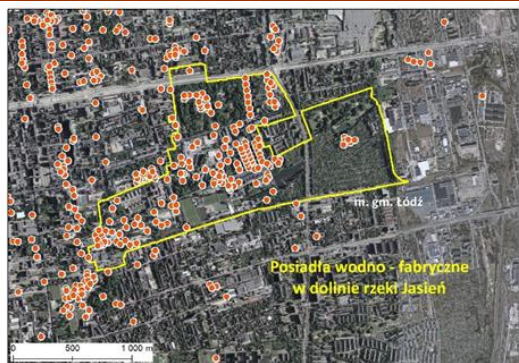 m. gm. Łódź
Posiadła wodno - fabryczne
w dolinie rzeki Jasień
0 500 1 000 m